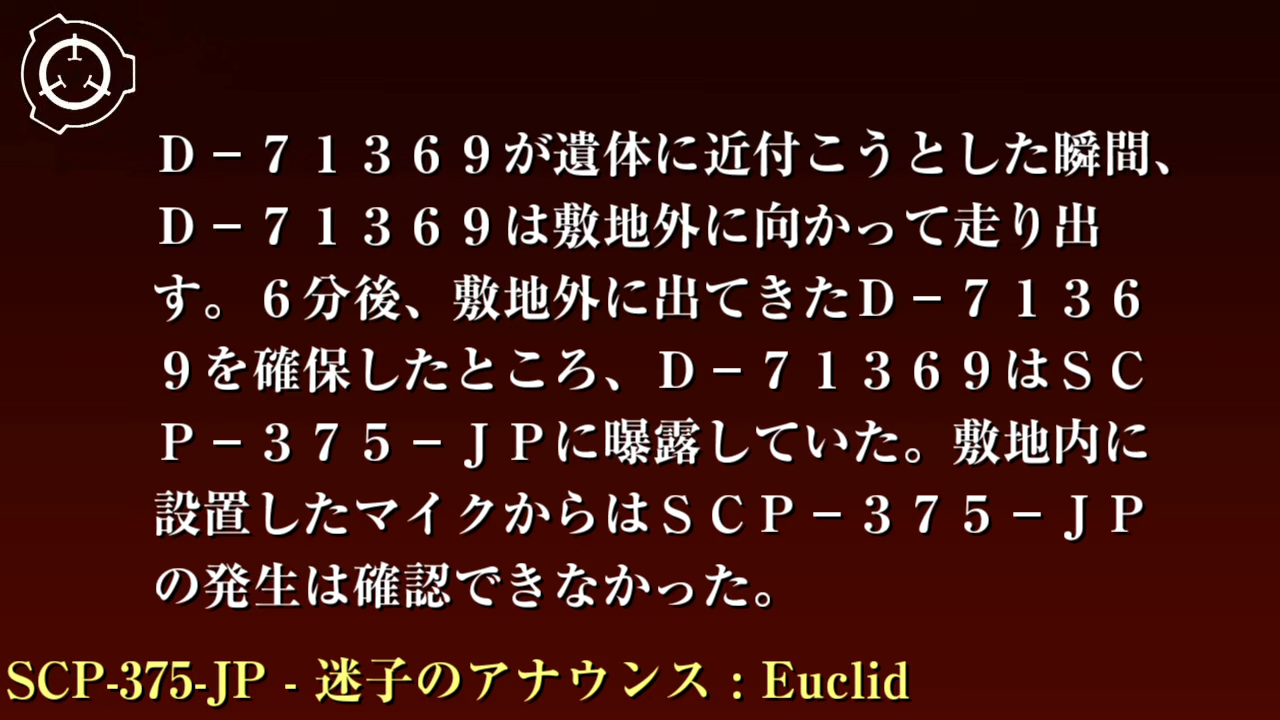 Ｄ－７１３６９が遺体に近付こうとした瞬間、
Ｄ－７１３６９は敷地外に向かって走り出
す。６分後、敷地外に出てきたＤ－７１３６
９を確保したところ、Ｄ－７１３６９はＳＣ
Ｐ－３７５－ＪＰに曝露していた。敷地内に
設置したマイクからはＳＣＰ－３７５－ＪＰ
の発生は確認できなかった。
SCP-375-JP - 迷子のアナウンス : Euclid